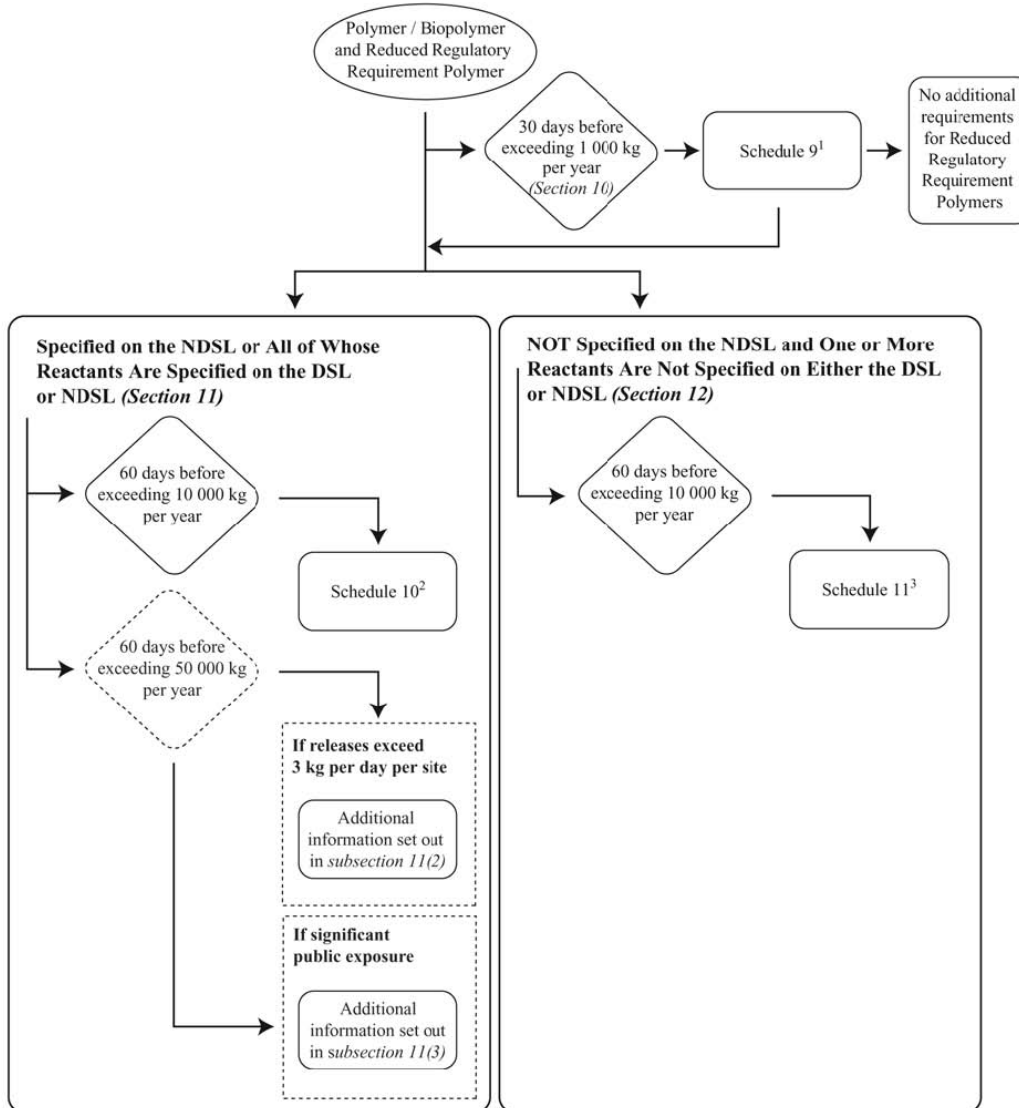 Polymer / Biopolymer
and Reduced Regulatory
Requirement Polymer
30 days before
exceeding 1 000 kg
per year
(Section 10)
Schedule 9¹
No additional
requirements
for Reduced
Regulatory
Requirement
Polymers
Specified on the NDSL or All of Whose
Reactants Are Specified on the DSL
or NDSL (Section 11)
60 days before
exceeding 10 000 kg
per year
Schedule 10²
60 days before
exceeding 50 000 kg
per year
If releases exceed
3 kg per day per site
Additional
information set out
in subsection 11(2)
If significant
public exposure
Additional
information set out
in subsection 11(3)
NOT Specified on the NDSL and One or More
Reactants Are Not Specified on Either the DSL
or NDSL (Section 12)
60 days before
exceeding 10 000 kg
per year
Schedule 11³